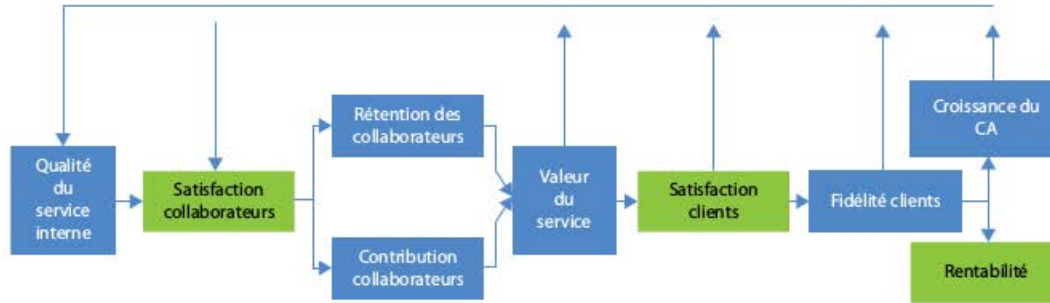 Qualité
du
service
interne
Satisfaction
collaborateurs
Rétention des
collaborateurs
Contribution
collaborateurs
Valeur
du
service
Satisfaction
clients
Fidélité clients
Croissance du
CA
Rentabilité